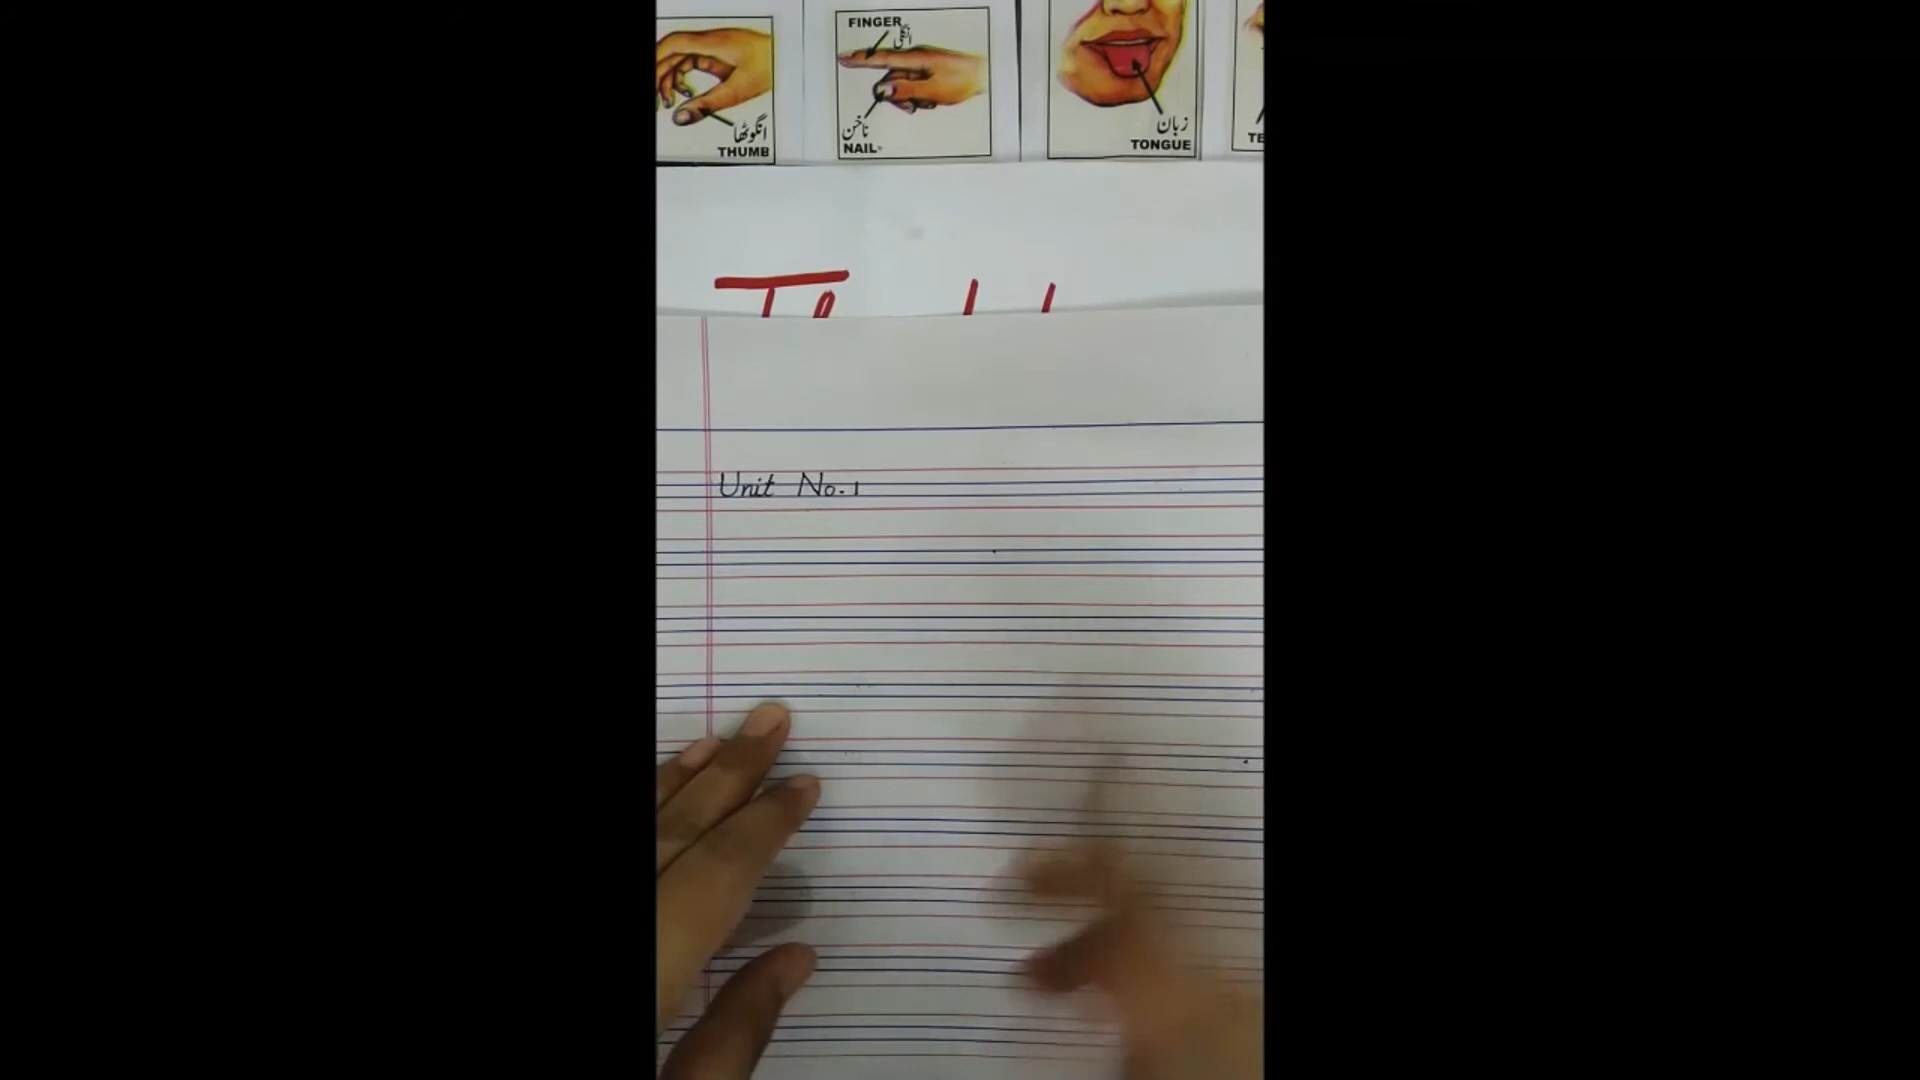 FINGER
انگلی
انگوٹھا
THUMB
ناخن
NAIL
زبان
TONGUE
Unit No. 1